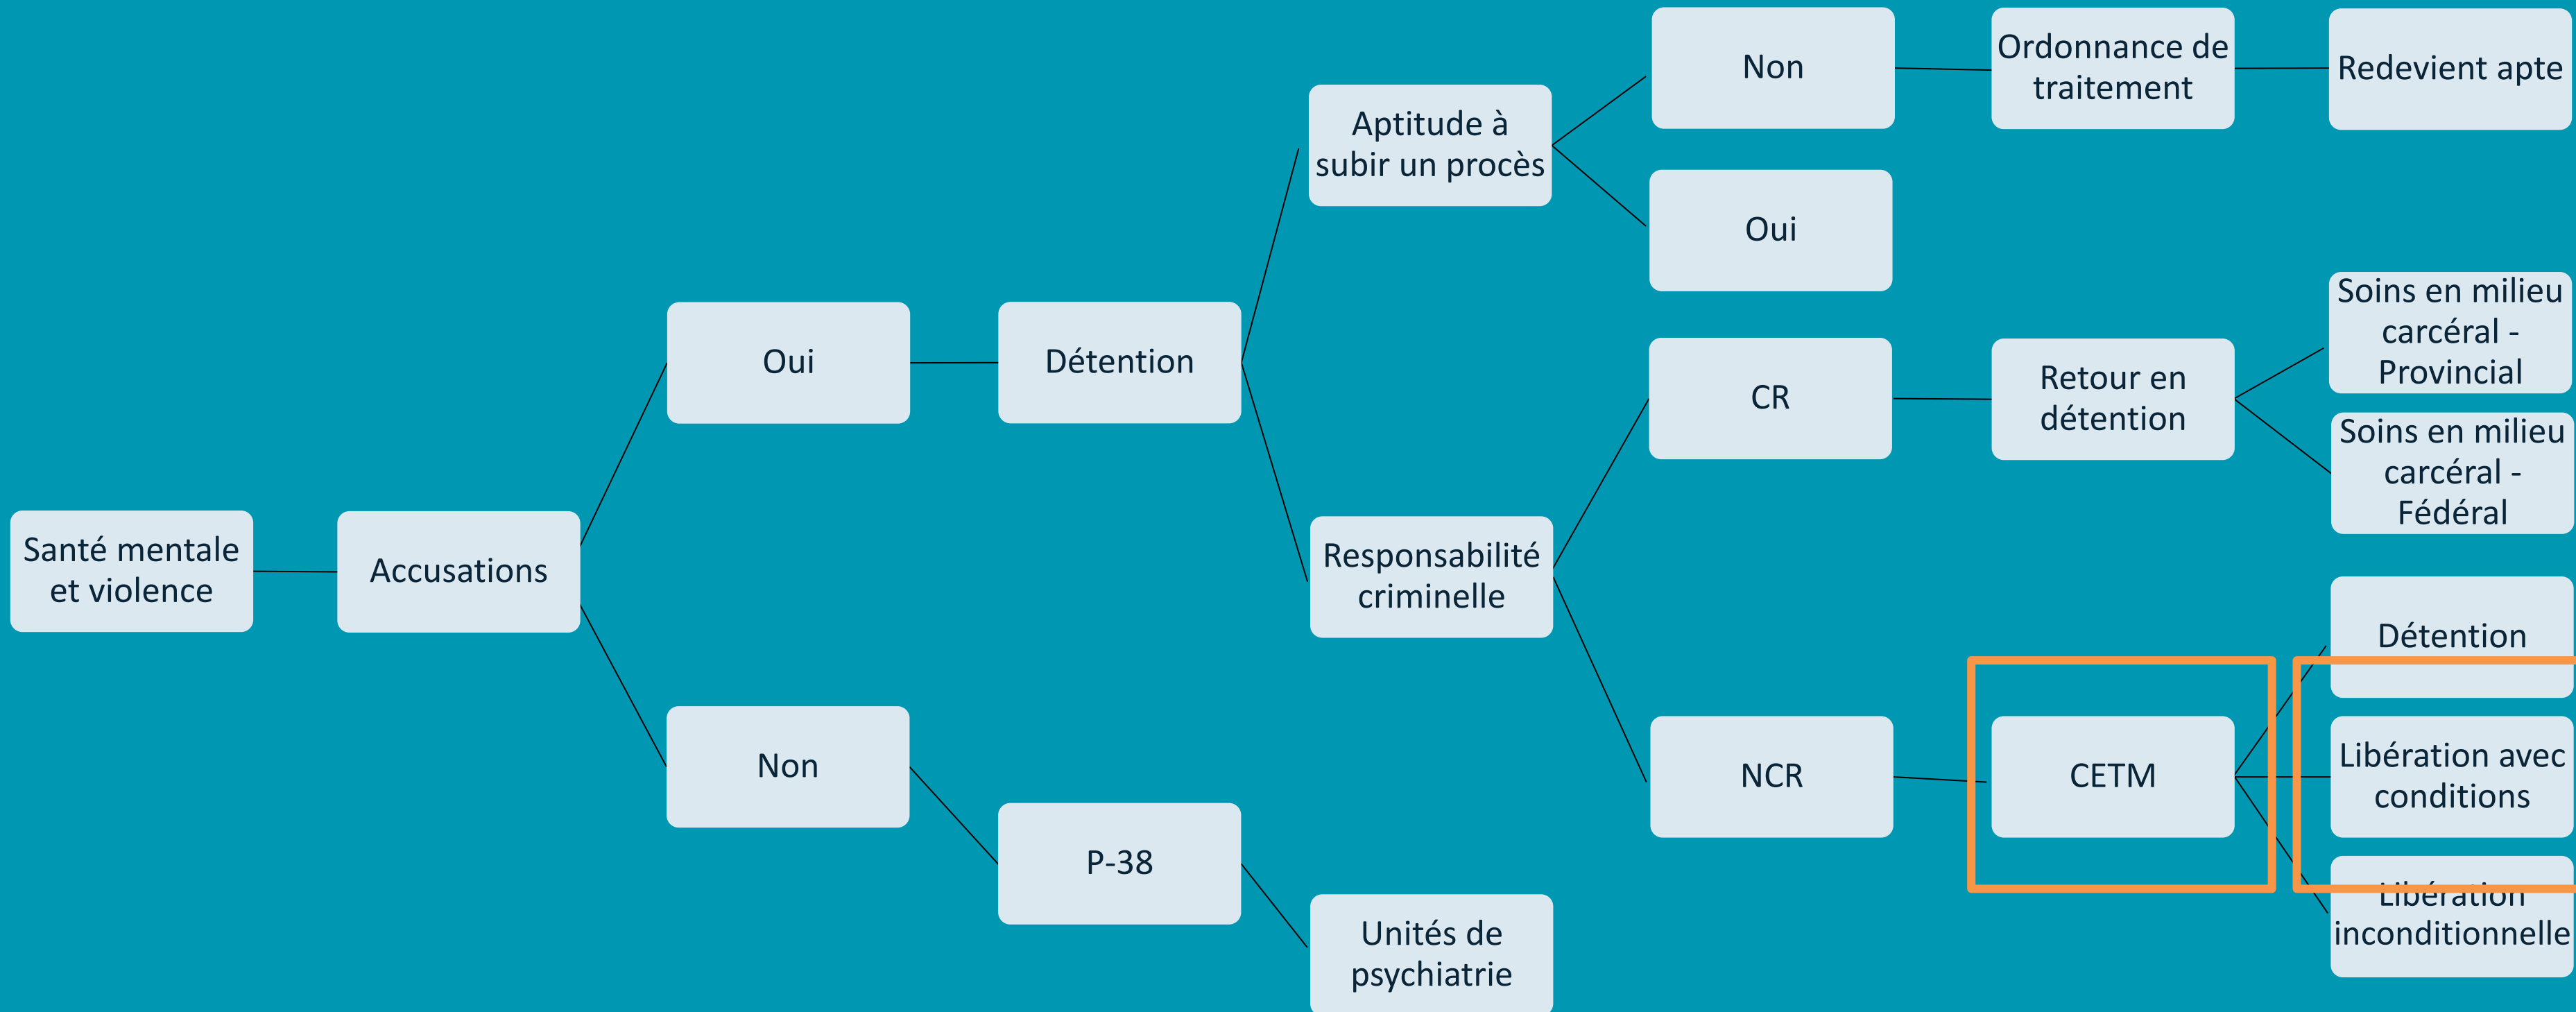 Santé mentale
et violence
Accusations
Oui
Détention
Aptitude à
subir un procès
Non
Ordonnance de
traitement
Redevient apte
Oui
Responsabilité
criminelle
CR
Retour en
détention
Soins en milieu
carcéral -
Provincial
Soins en milieu
carcéral -
Fédéral
NCR
CETM
Détention
Libération avec
conditions
Libération
inconditionnelle
Non
P-38
Unités de
psychiatrie